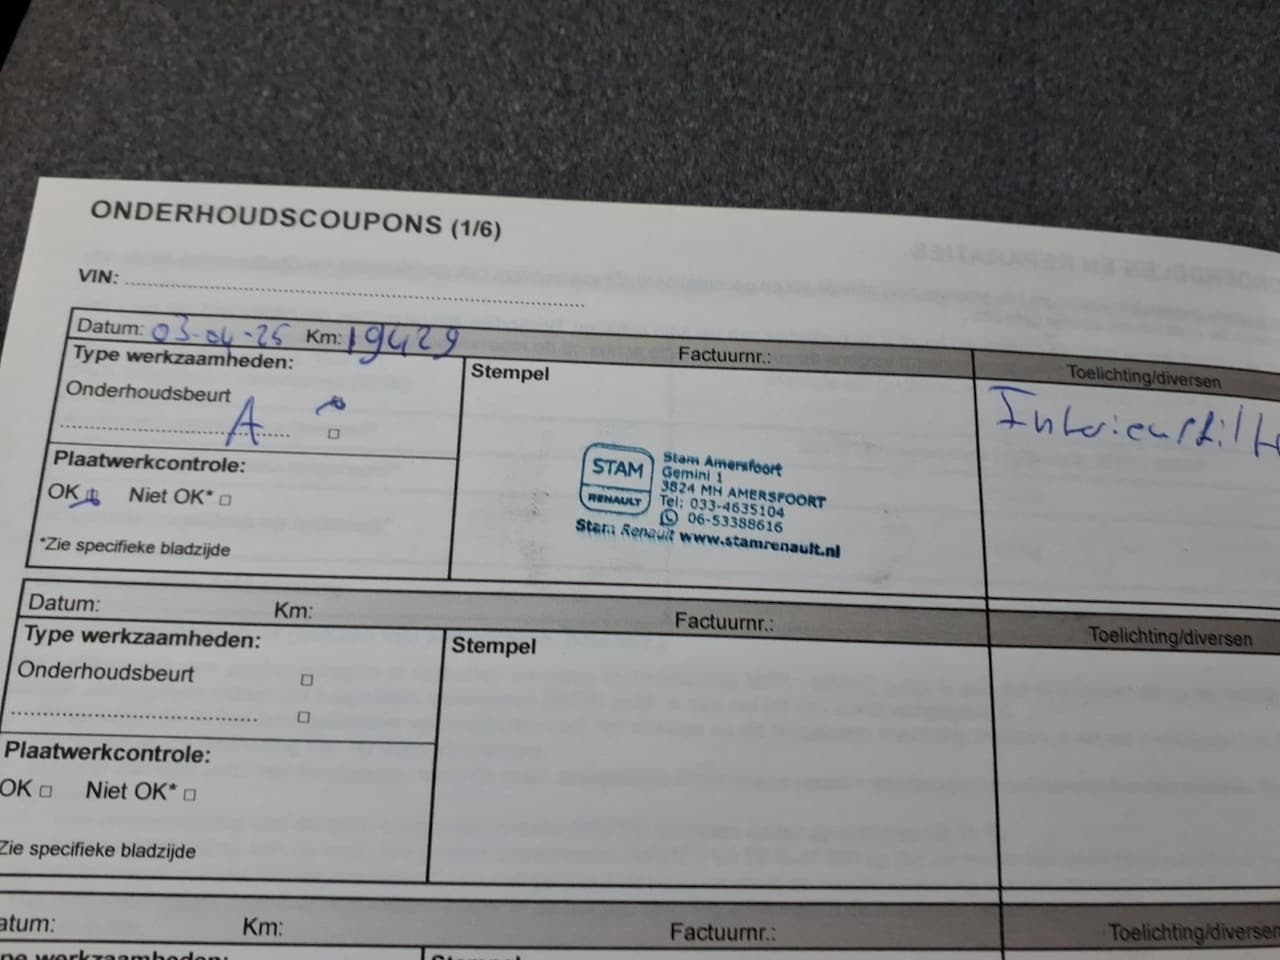 ONDERHOUDSCOUPONS (1/6)
VIN:
Datum: 03-04-25 Km: 19429 Factuurnr.: Toelichting/diversen
Type werkzaamheden:
Onderhoudsbeurt
A
Plaatwerkcontrole:
OK Niet OK*
*Zie specifieke bladzijde
Stempel
STAM
RENAULT
Stam Amersfoort
Gemini 1
3824 MH AMERSFOORT
Tel: 033-4635104
06-53388616
Stam Renault www.stamrenault.nl
Datum: Km: Factuurnr.: Toelichting/diversen
Type werkzaamheden:
Onderhoudsbeurt
Plaatwerkcontrole:
OK Niet OK*
Zie specifieke bladzijde
Stempel
atum: Km: Factuurnr.: Toelichting/diversen